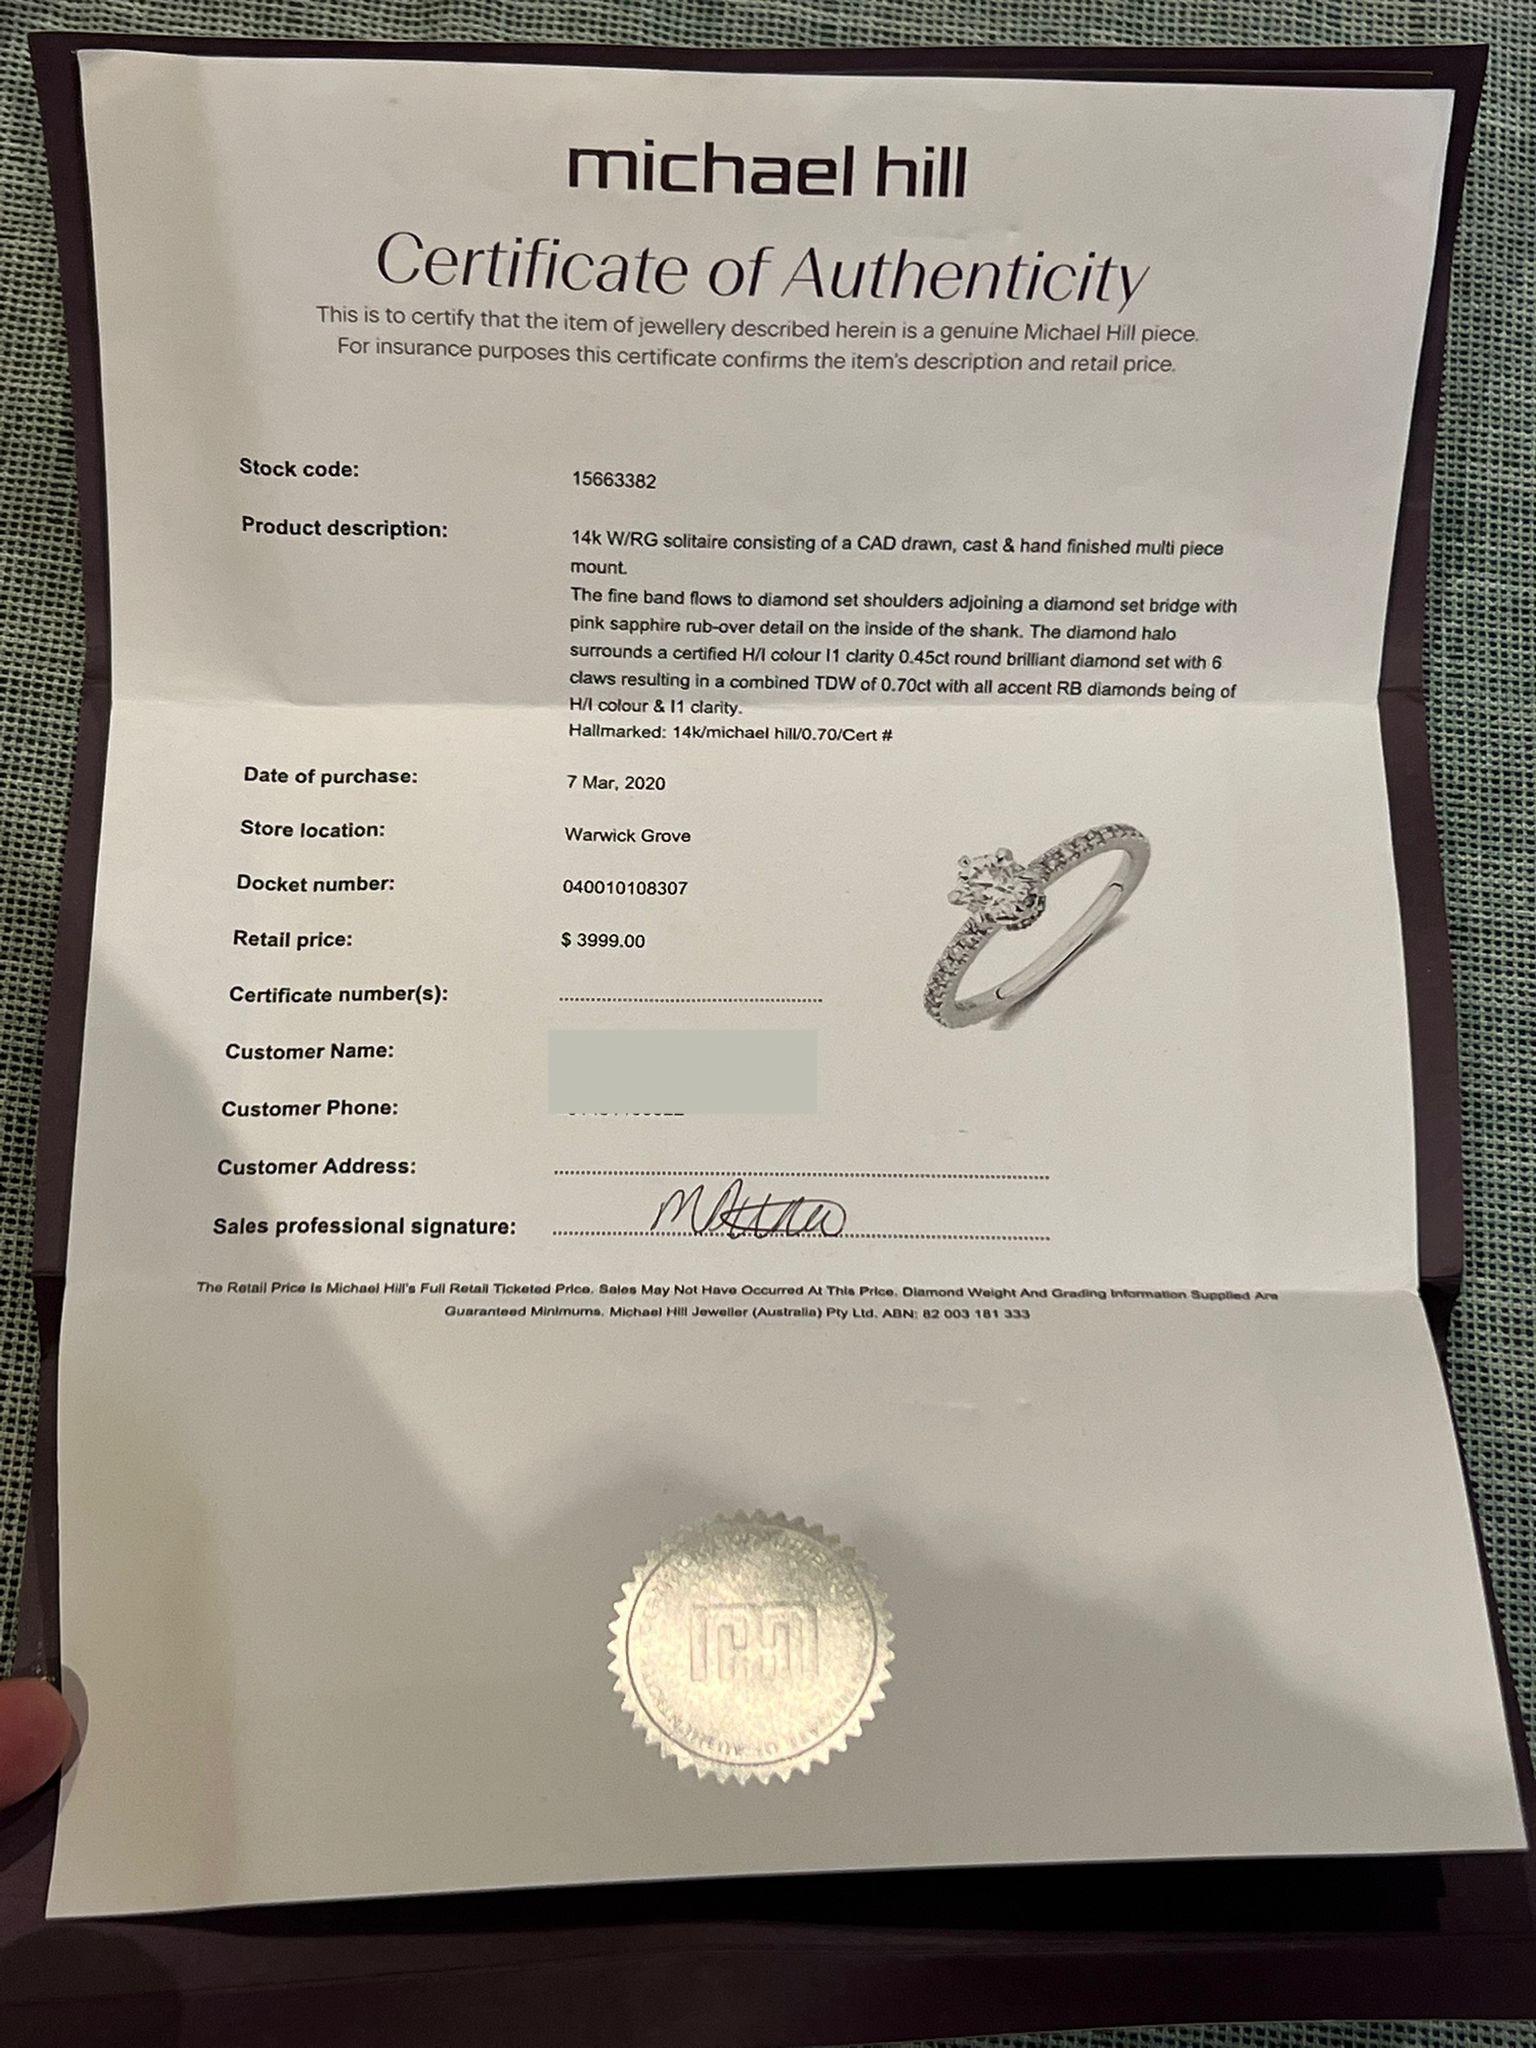 michael hill
Certificate of Authenticity
This is to certify that the item of jewellery described herein is a genuine Michael Hill piece.
For insurance purposes this certificate confirms the item's description and retail price.
Stock code: 15663382
Product description: 14k W/RG solitaire consisting of a CAD drawn, cast & hand finished multi piece
mount.
The fine band flows to diamond set shoulders adjoining a diamond set bridge with
pink sapphire rub-over detail on the inside of the shank. The diamond halo
surrounds a certified H/I colour I1 clarity 0.45ct round brilliant diamond set with 6
claws resulting in a combined TDW of 0.70ct with all accent RB diamonds being of
H/I colour & I1 clarity.
Hallmarked: 14k/michael hill/0.70/Cert #
Date of purchase: 7 Mar, 2020
Store location: Warwick Grove
Docket number: 040010108307
Retail price: $ 3999.00
Certificate number(s):
Customer Name:
Customer Phone:
Customer Address:
Sales professional signature:
The Retail Price Is Michael Hill's Full Retail Ticketed Price. Sales May Not Have Occurred At This Price. Diamond Weight And Grading Information Supplied Are
Guaranteed Minimums. Michael Hill Jeweller (Australia) Pty Ltd. ABN: 82 003 181 333